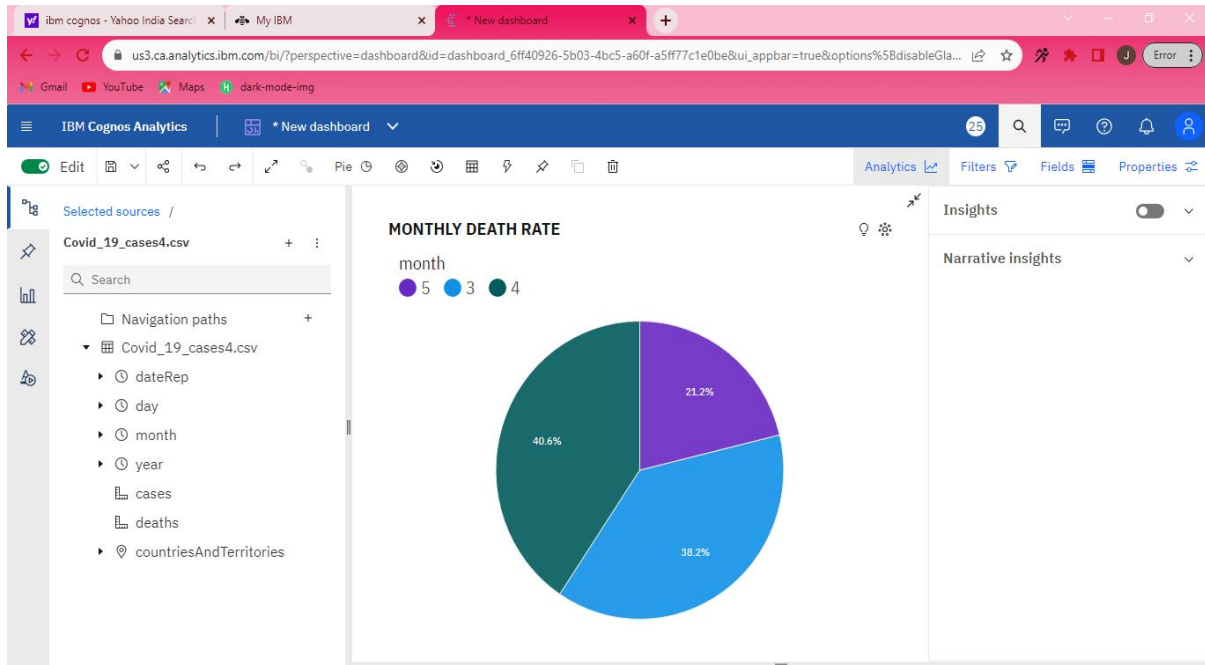 ibm cognos - Yahoo India Searc
My IBM
* New dashboard
us3.ca.analytics.ibm.com/bi/?perspective=dashboard&id=dashboard_6ff40926-5b03-4bc5-a60f-a5ff77c1e0be&ui_appbar=true&options%5BdisableGla...
J
Error
Gmail
YouTube
Maps
dark-mode-img
IBM Cognos Analytics
* New dashboard
25
Edit
Pie
Analytics
Filters
Fields
Properties
Selected sources /
Covid_19_cases4.csv
Search
Navigation paths
Covid_19_cases4.csv
dateRep
day
month
year
cases
deaths
countriesAndTerritories
MONTHLY DEATH RATE
month
5 3 4
21.2%
40.6%
38.2%
Insights
Narrative insights